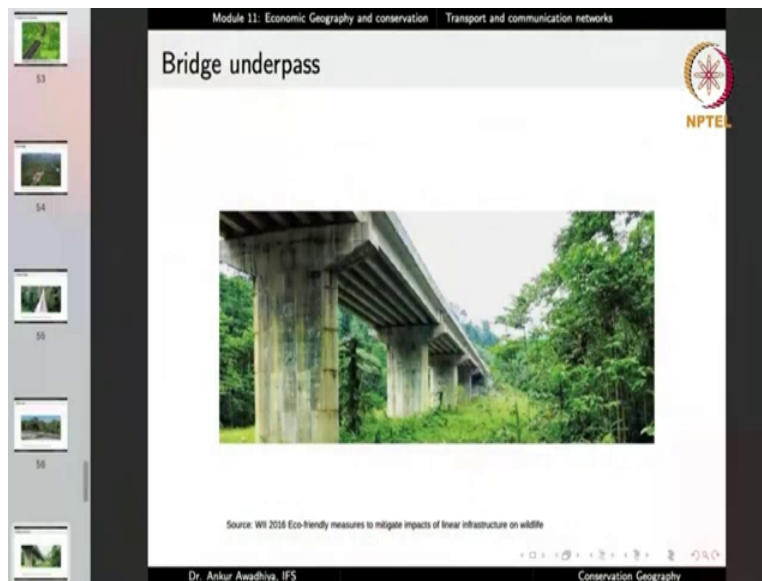 Module 11: Economic Geography and conservation Transport and communication networks
Bridge underpass
NPTEL
53
54
55
56
Source: WII 2016 Eco-friendly measures to mitigate impacts of linear infrastructure on wildlife
Dr. Ankur Awadhiya, IFS Conservation Geography